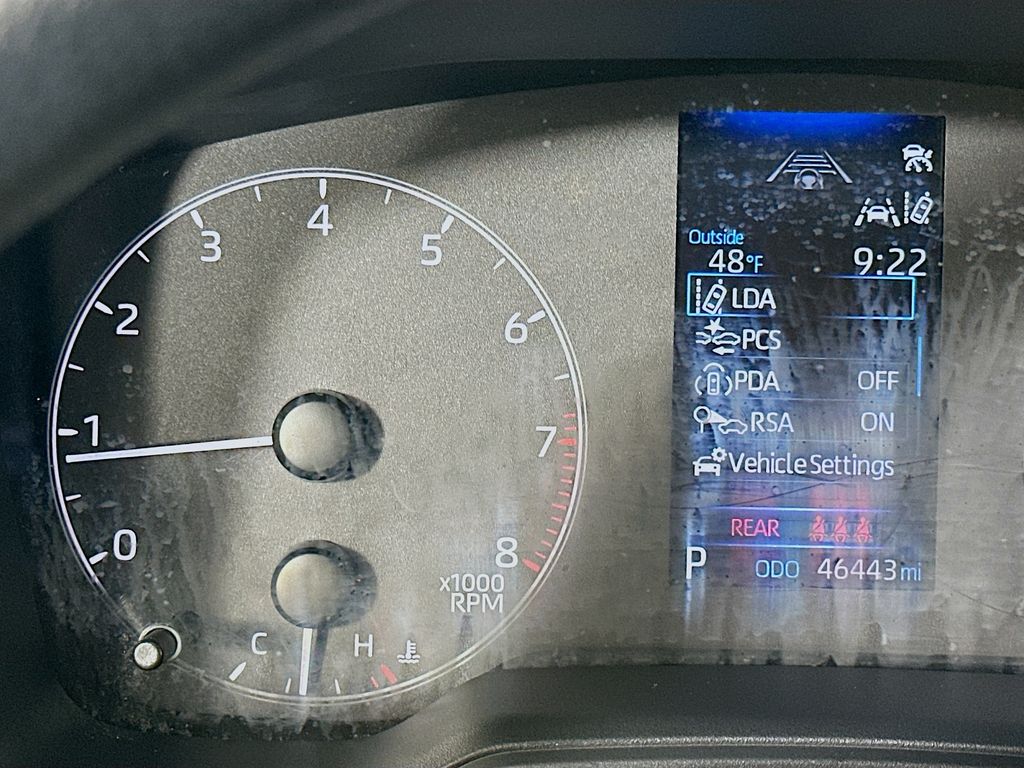 0
1
2
3
4
5
6
7
8
x1000
RPM
C H
Outside
48°F 9:22
LDA
PCS
PDA OFF
RSA ON
Vehicle Settings
REAR
P ODO 46443 mi